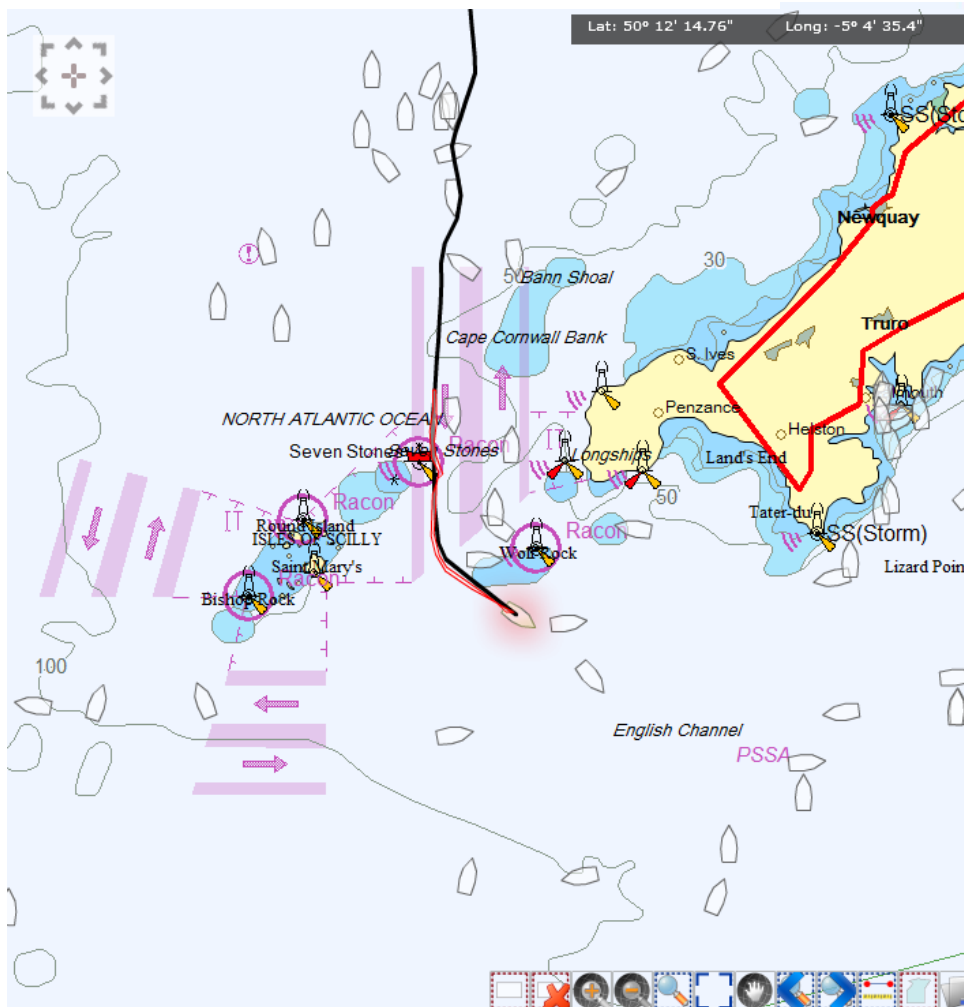 Lat: 50° 12' 14.76" Long: -5° 4' 35.4"
SS(Sto
Newquay
30
50
Bann Shoal
Truro
Cape Cornwall Bank
S. Ives
Penzance
NORTH ATLANTIC OCEAN
Helston
Racon
Seven Stones
Seven Stones
Longships
Land's End
50
Racon
Tater-du
Round Island
Racon
SS(Storm)
ISLES OF SCILLY
Wolf Rock
Saint Mary's
Lizard Poin
Racon
Bishop Rock
100
English Channel
PSSA